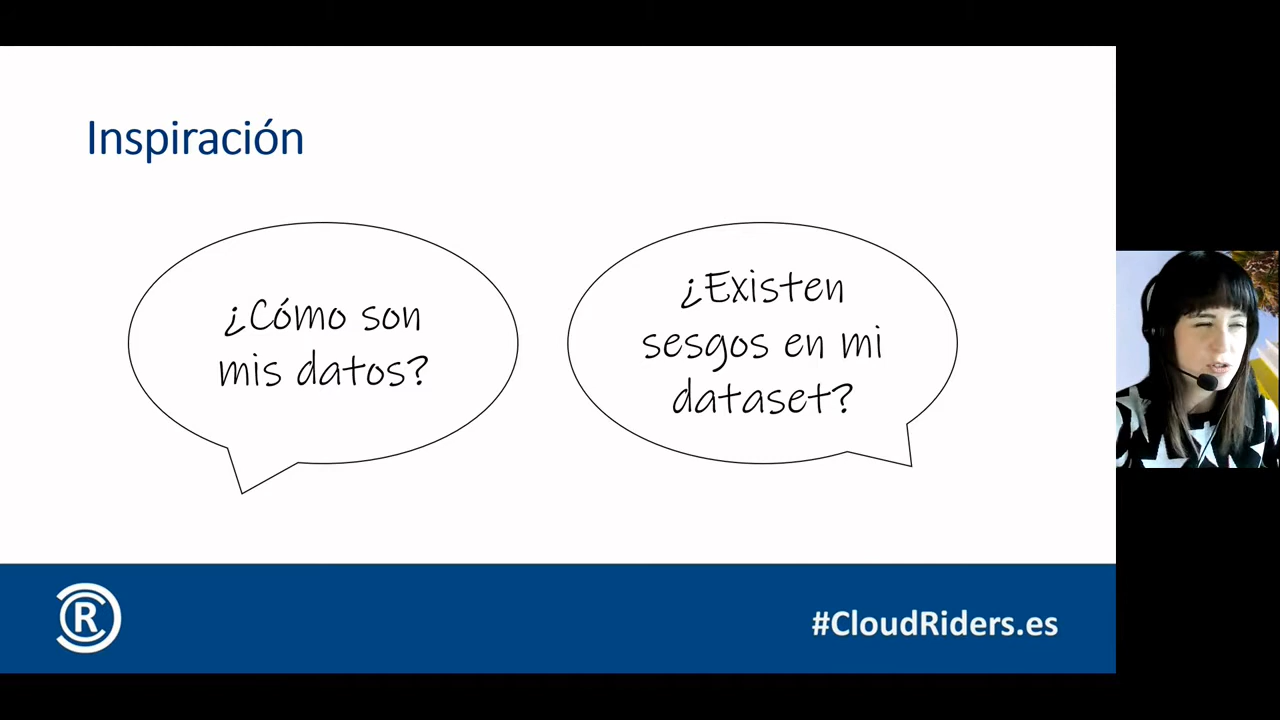 Inspiración
¿Cómo son
mis datos?
¿Existen
sesgos en mi
dataset?
R
#CloudRiders.es